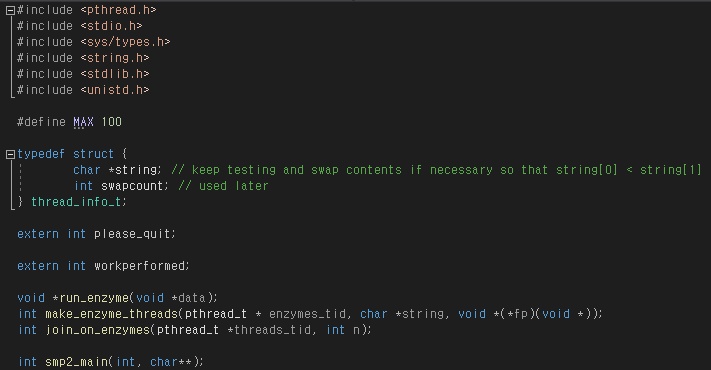 #include <pthread.h>
#include <stdio.h>
#include <sys/types.h>
#include <string.h>
#include <stdlib.h>
#include <unistd.h>
#define MAX 100
typedef struct {
char *string; // keep testing and swap contents if necessary so that string[0] < string[1]
int swapcount; // used later
} thread_info_t;
extern int please_quit;
extern int workperformed;
void *run_enzyme(void *data);
int make_enzyme_threads(pthread_t * enzymes_tid, char *string, void *(*fp)(void *));
int join_on_enzymes(pthread_t *threads_tid, int n);
int smp2_main(int, char**);